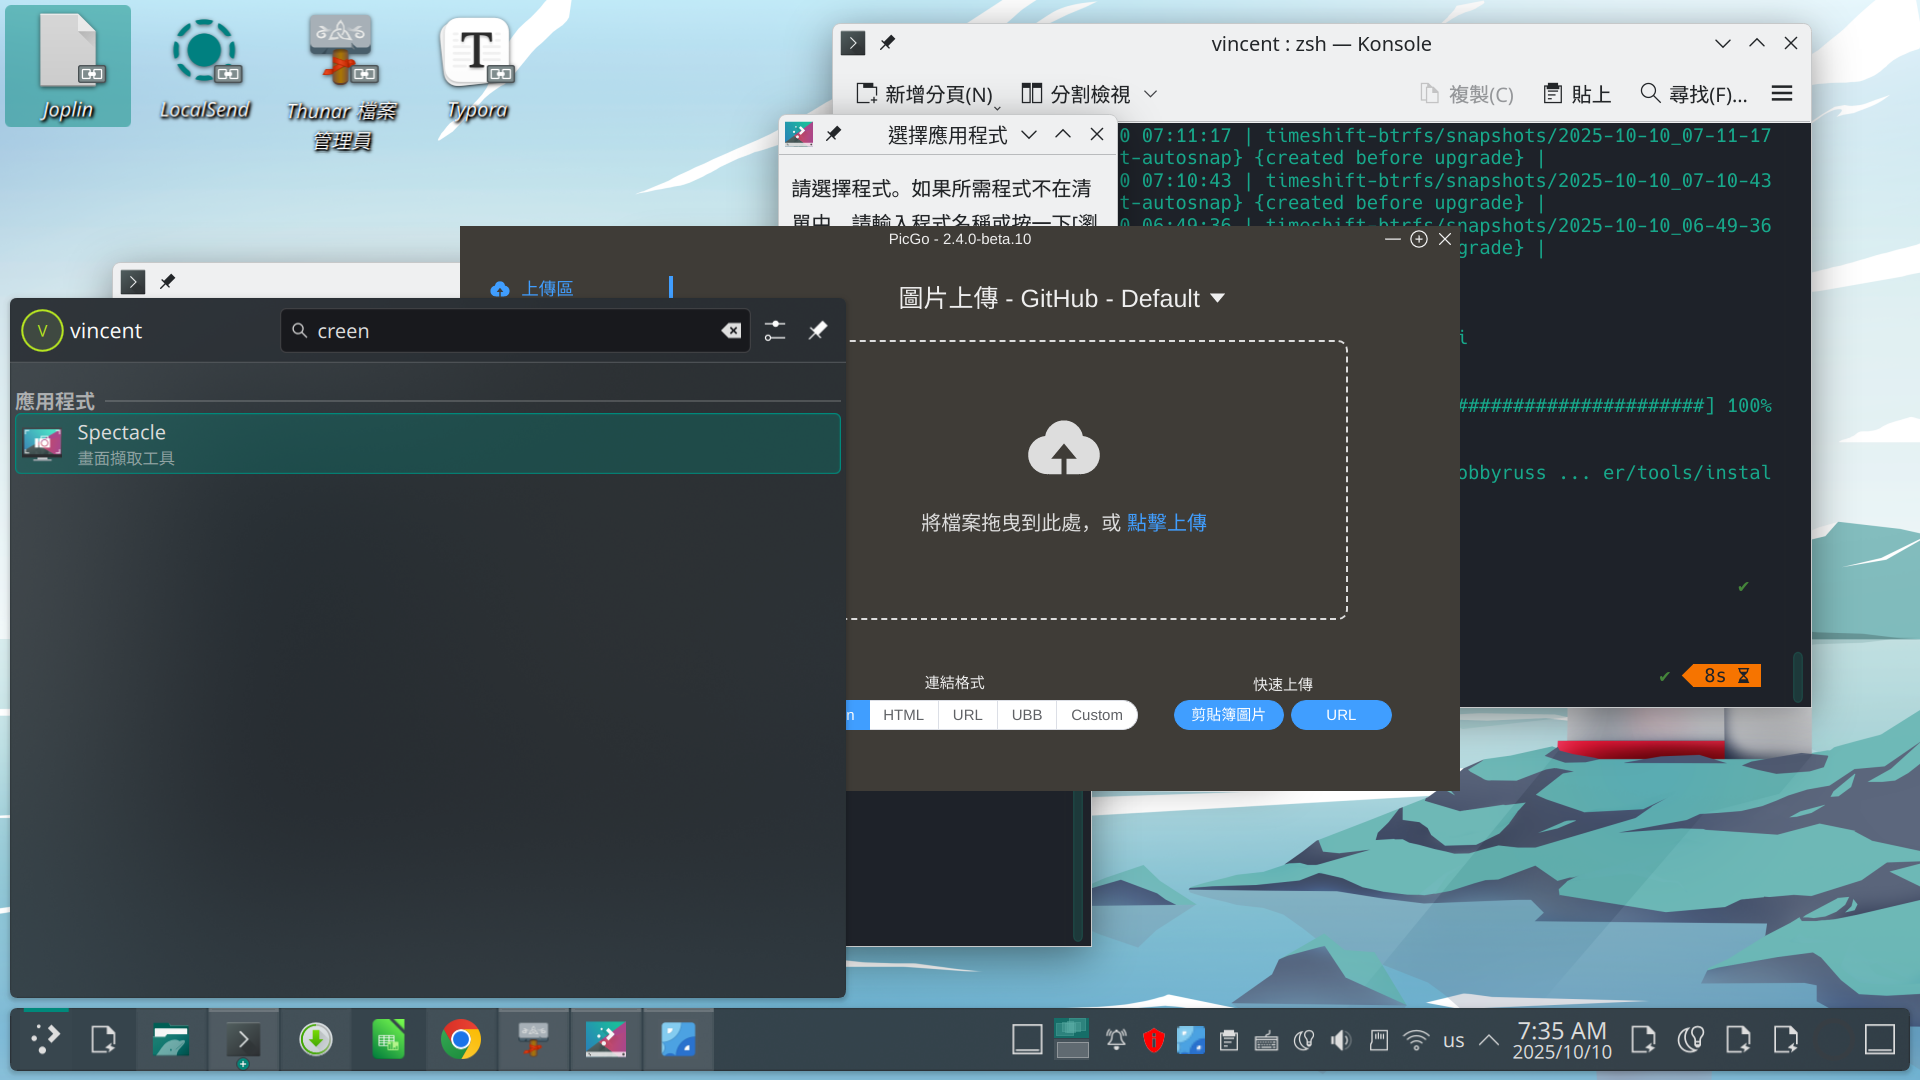 Joplin
LocalSend
Thunar 檔案
管理員
Typora
vincent : zsh — Konsole
新增分頁(N)
分割檢視
複製(C)
貼上
尋找(F)...
選擇應用程式
請選擇程式。如果所需程式不在清
單中，請輸入程式名稱或按一下[瀏
0 07:11:17 | timeshift-btrfs/snapshots/2025-10-10_07-11-17
t-autosnap} {created before upgrade} |
0 07:10:43 | timeshift-btrfs/snapshots/2025-10-10_07-10-43
t-autosnap} {created before upgrade} |
0 06:49:36 | timeshift-btrfs/snapshots/2025-10-10_06-49-36
grade} |
i
######################] 100%
obbyruss ... er/tools/instal
✔
✔ 8s
PicGo - 2.4.0-beta.10
上傳區
圖片上傳 - GitHub - Default
將檔案拖曳到此處，或 點擊上傳
連結格式
n
HTML
URL
UBB
Custom
快速上傳
剪貼簿圖片
URL
V
vincent
creen
應用程式
Spectacle
畫面擷取工具
us
7:35 AM
2025/10/10